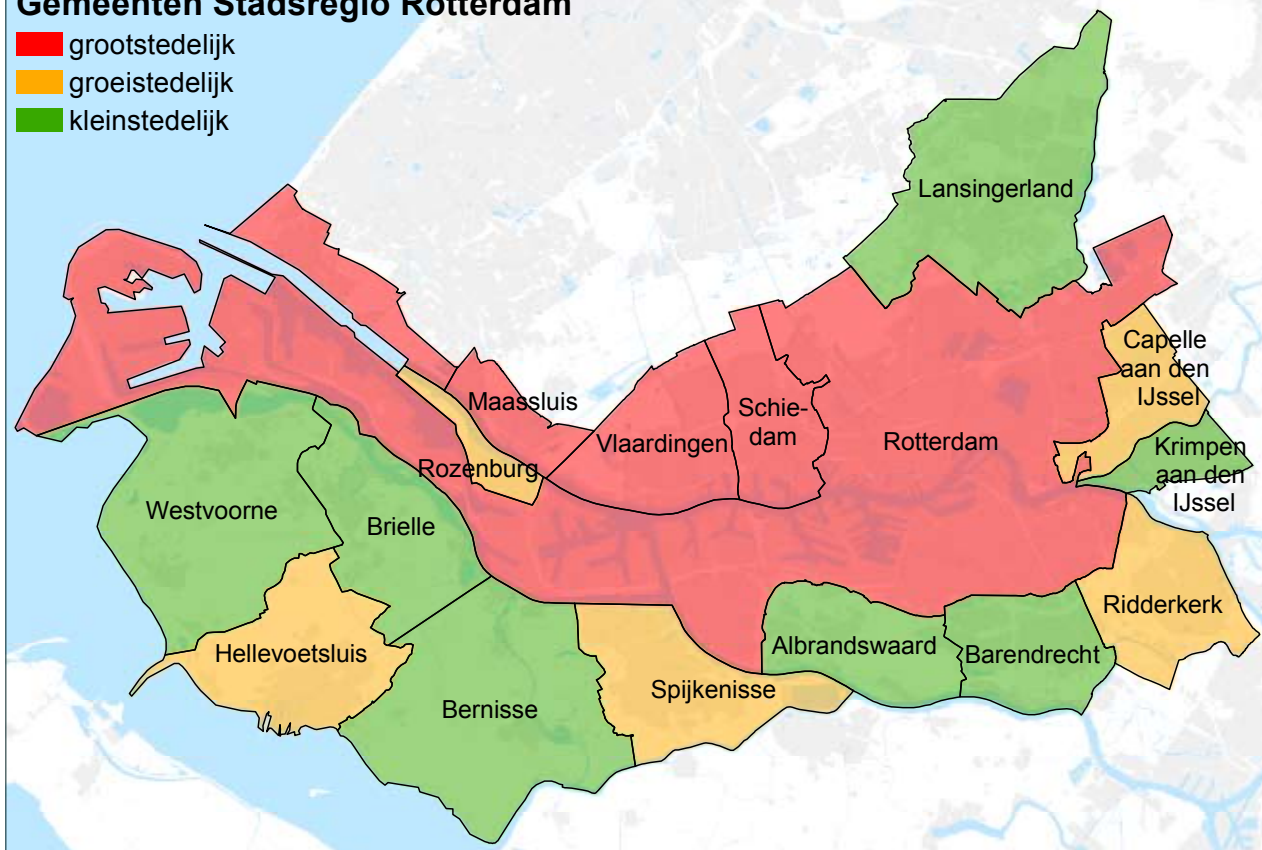 Gemeenten Stadsregio Rotterdam
grootstedelijk
groeistedelijk
kleinstedelijk
Lansingerland
Capelle
aan den
IJssel
Maassluis
Schie-
dam
Vlaardingen
Rotterdam
Krimpen
aan den
IJssel
Rozenburg
Westvoorne
Brielle
Ridderkerk
Hellevoetsluis
Albrandswaard
Barendrecht
Spijkenisse
Bernisse